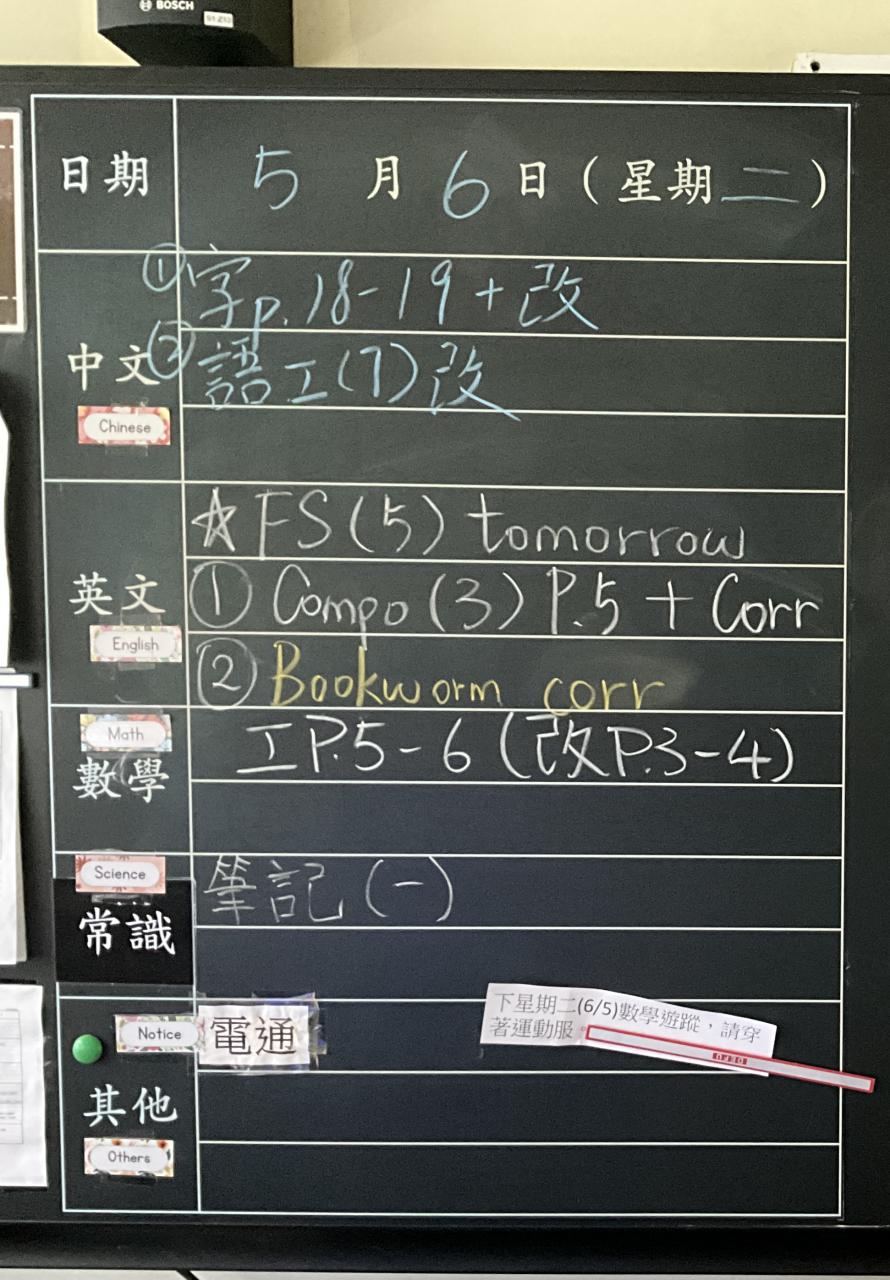 BOSCH
日期 5 月 6 日 (星期二)
① 字p.18-19+改
中文 ② 語工(7)改
Chinese
☆FS(5) tomorrow
英文 ① Compo(3) P.5 + Corr
English
② Bookworm corr
Math
工P.5-6 (改P.3-4)
數學
Science
筆記(一)
常識
Notice
電通
下星期二(6/5)數學遊蹤，請穿
著運動服。
其他
Others